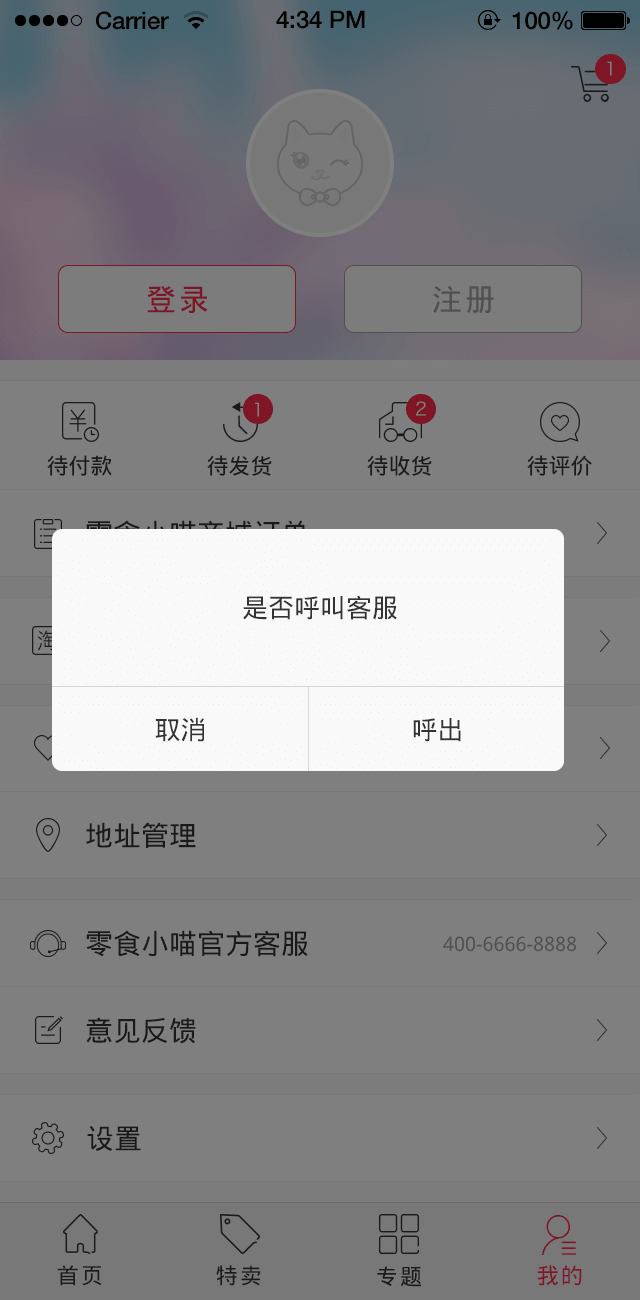 Carrier 4:34 PM 100%
1
登录 注册
1 2
待付款 待发货 待收货 待评价
零食小喵商城订单
淘
是否呼叫客服
取消 呼出
地址管理
零食小喵官方客服 400-6666-8888
意见反馈
设置
首页 特卖 专题 我的